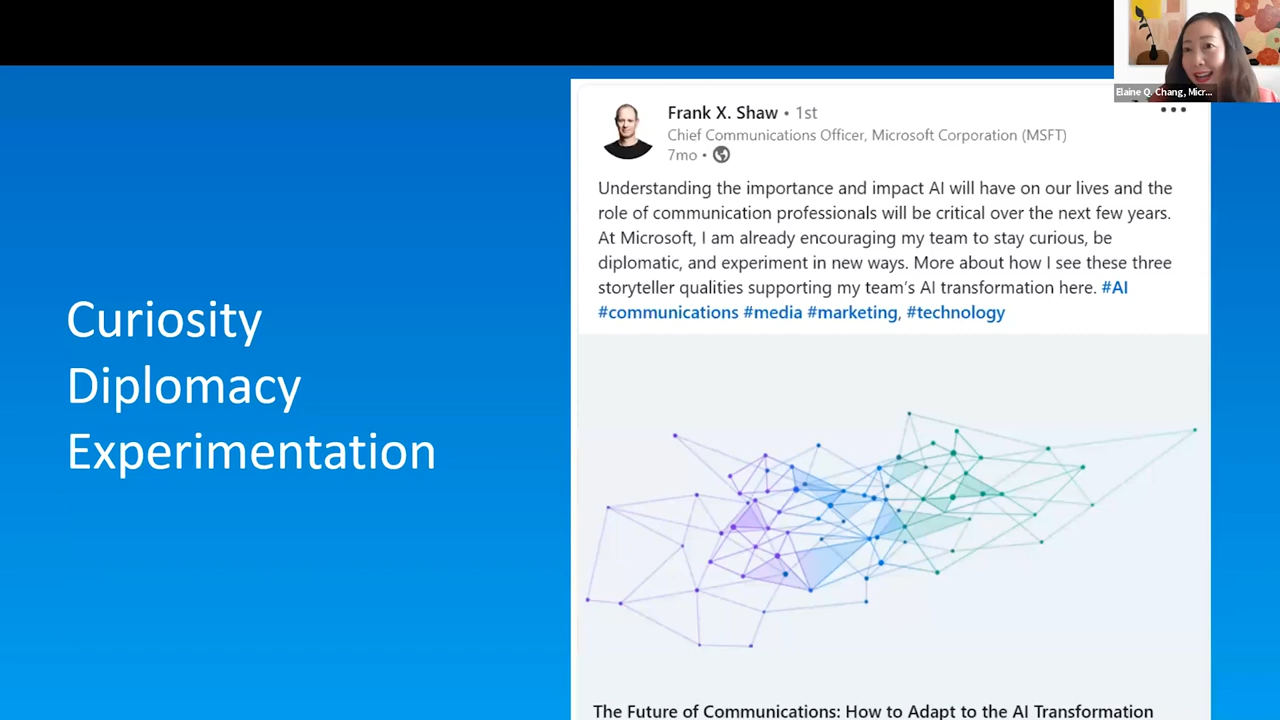 Elaine Q. Chang, Micr...
Curiosity
Diplomacy
Experimentation
Frank X. Shaw • 1st
Chief Communications Officer, Microsoft Corporation (MSFT)
7mo •
Understanding the importance and impact AI will have on our lives and the
role of communication professionals will be critical over the next few years.
At Microsoft, I am already encouraging my team to stay curious, be
diplomatic, and experiment in new ways. More about how I see these three
storyteller qualities supporting my team's AI transformation here. #AI
#communications #media #marketing, #technology
The Future of Communications: How to Adapt to the AI Transformation